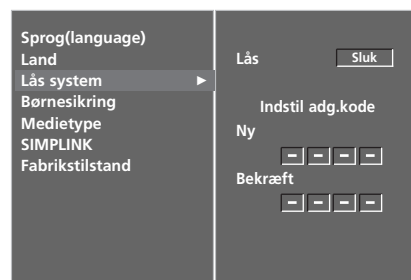 Sprog(language)
Land
Lås system ►
Børnesikring
Medietype
SIMPLINK
Fabrikstilstand
Lås Sluk
Indstil adg.kode
Ny
– – – –
Bekræft
– – – –